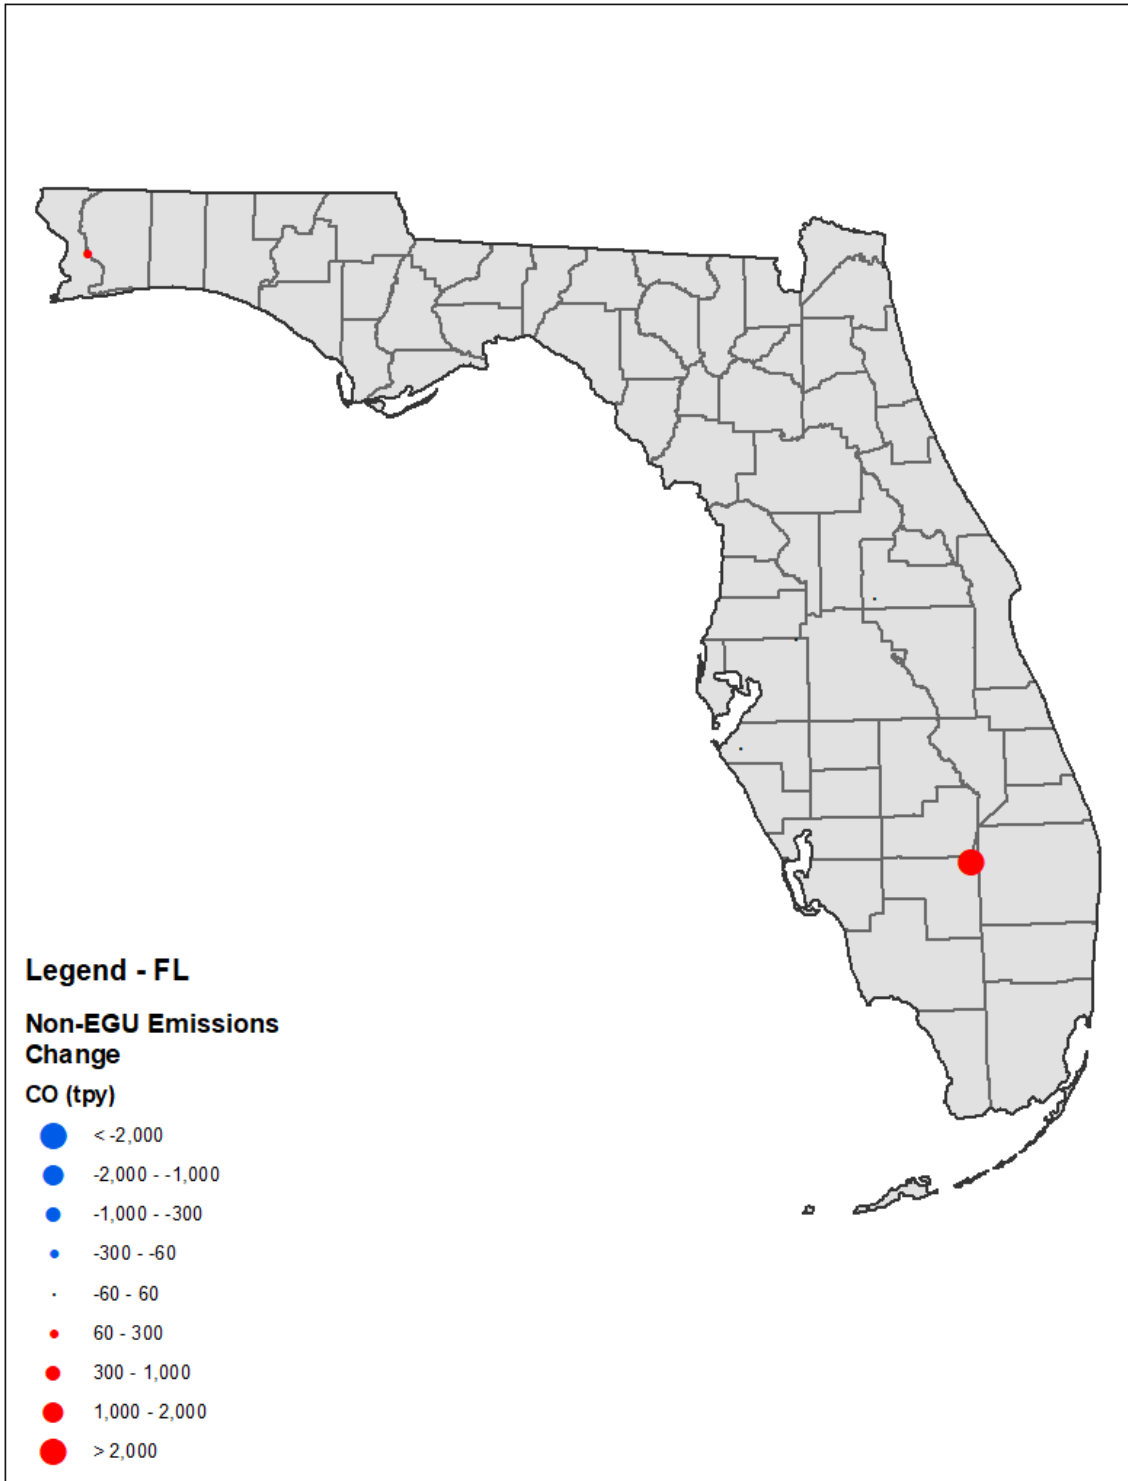 Legend - FL
Non-EGU Emissions
Change
CO (tpy)
< -2,000
-2,000 - -1,000
-1,000 - -300
-300 - -60
-60 - 60
60 - 300
300 - 1,000
1,000 - 2,000
> 2,000